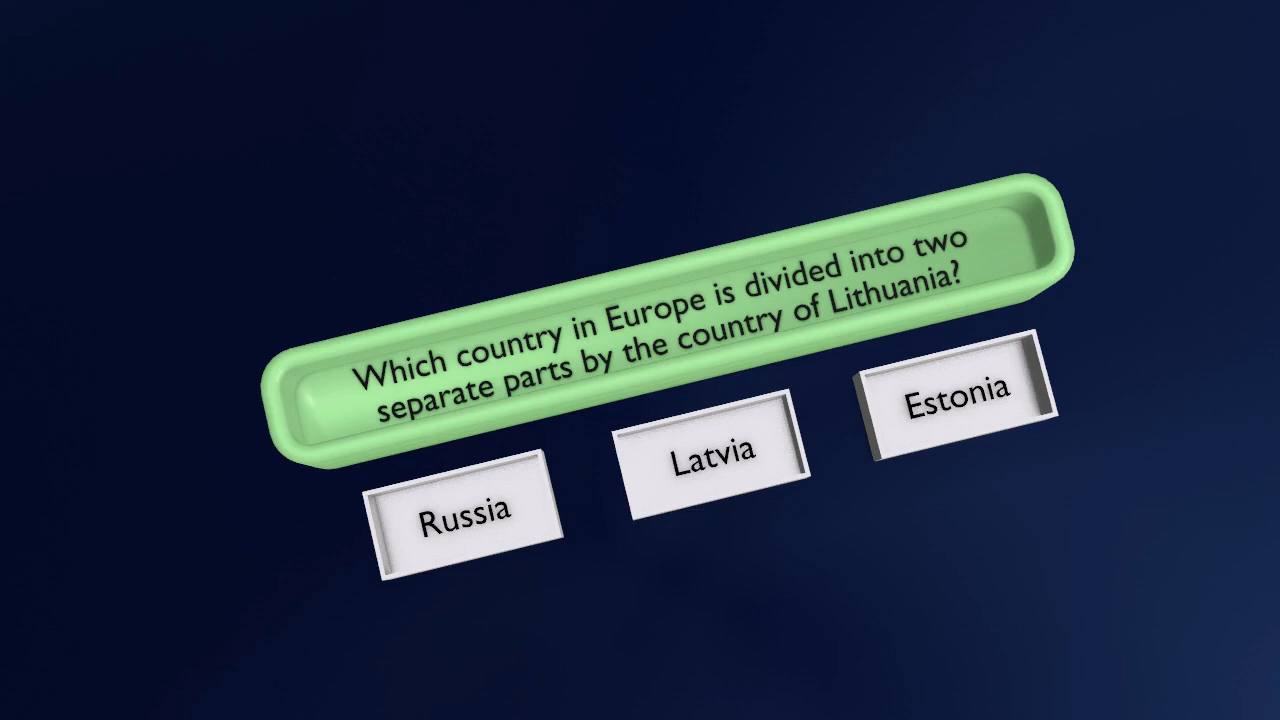 Which country in Europe is divided into two
separate parts by the country of Lithuania?
Russia
Latvia
Estonia